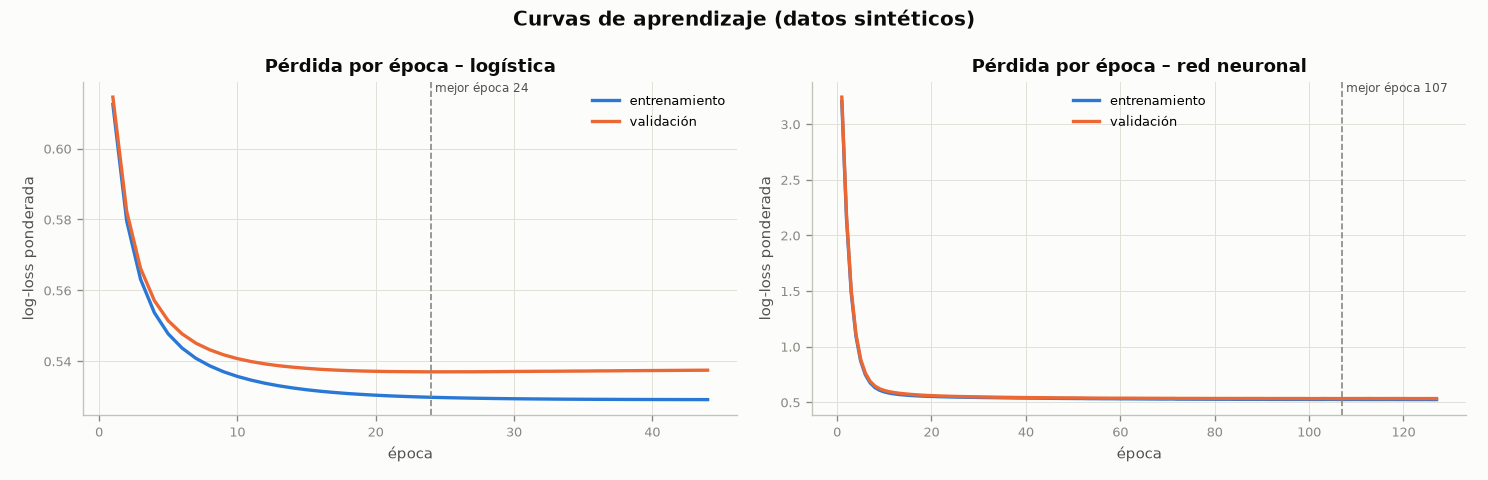 Curvas de aprendizaje (datos sintéticos)
Pérdida por época – logística
mejor época 24
entrenamiento
validación
log-loss ponderada
0.60
0.58
0.56
0.54
0 10 20 30 40
época
Pérdida por época – red neuronal
mejor época 107
entrenamiento
validación
log-loss ponderada
3.0
2.5
2.0
1.5
1.0
0.5
0 20 40 60 80 100 120
época